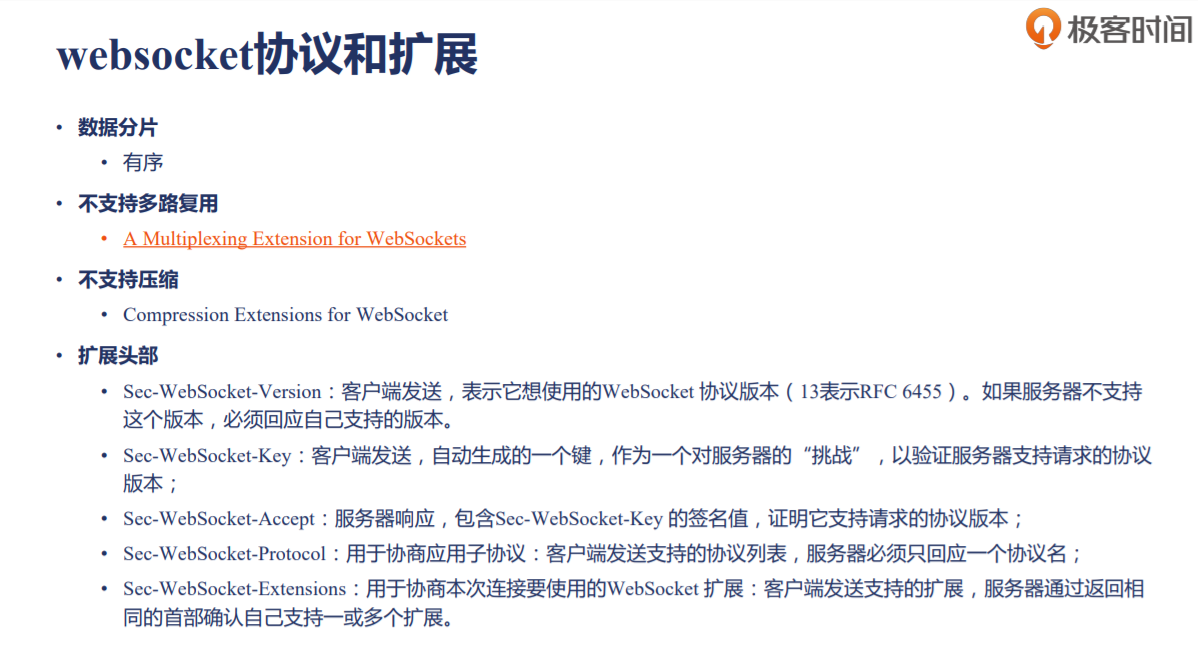 极客时间
websocket协议和扩展
• 数据分片
• 有序
• 不支持多路复用
• A Multiplexing Extension for WebSockets
• 不支持压缩
• Compression Extensions for WebSocket
• 扩展头部
• Sec-WebSocket-Version：客户端发送，表示它想使用的WebSocket 协议版本（13表示RFC 6455）。如果服务器不支持
这个版本，必须回应自己支持的版本。
• Sec-WebSocket-Key：客户端发送，自动生成的一个键，作为一个对服务器的“挑战”，以验证服务器支持请求的协议
版本；
• Sec-WebSocket-Accept：服务器响应，包含Sec-WebSocket-Key 的签名值，证明它支持请求的协议版本；
• Sec-WebSocket-Protocol：用于协商应用子协议：客户端发送支持的协议列表，服务器必须只回应一个协议名；
• Sec-WebSocket-Extensions：用于协商本次连接要使用的WebSocket 扩展：客户端发送支持的扩展，服务器通过返回相
同的首部确认自己支持一或多个扩展。